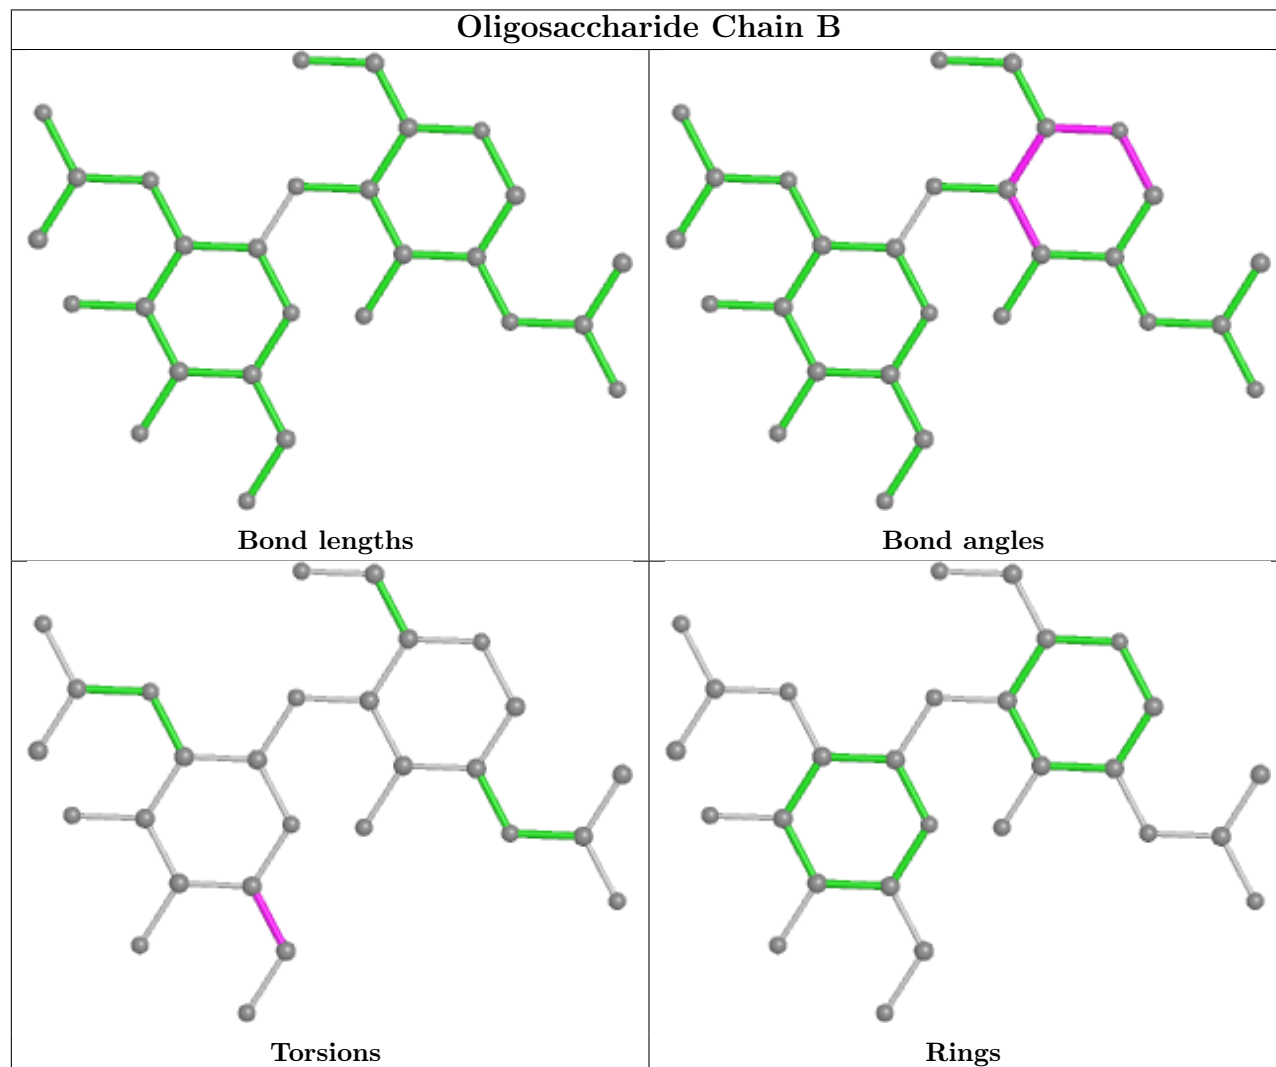 Oligosaccharide Chain B
Bond lengths
Bond angles
Torsions
Rings